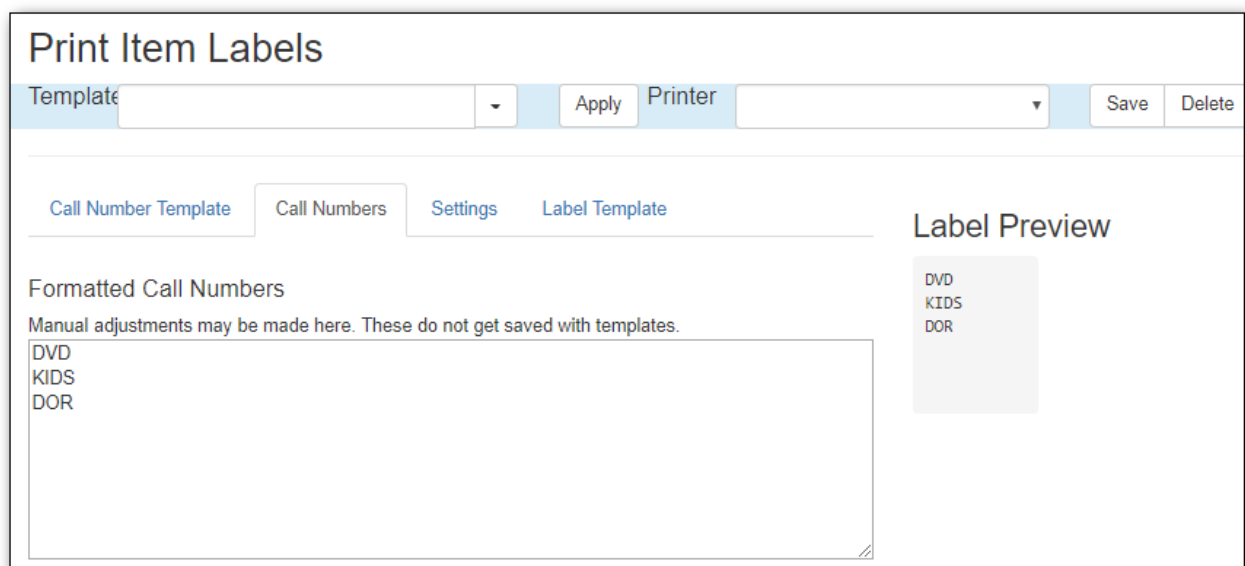 Print Item Labels
Template Apply Printer Save Delete
Call Number Template Call Numbers Settings Label Template
Label Preview
DVD
KIDS
DOR
Formatted Call Numbers
Manual adjustments may be made here. These do not get saved with templates.
DVD
KIDS
DOR